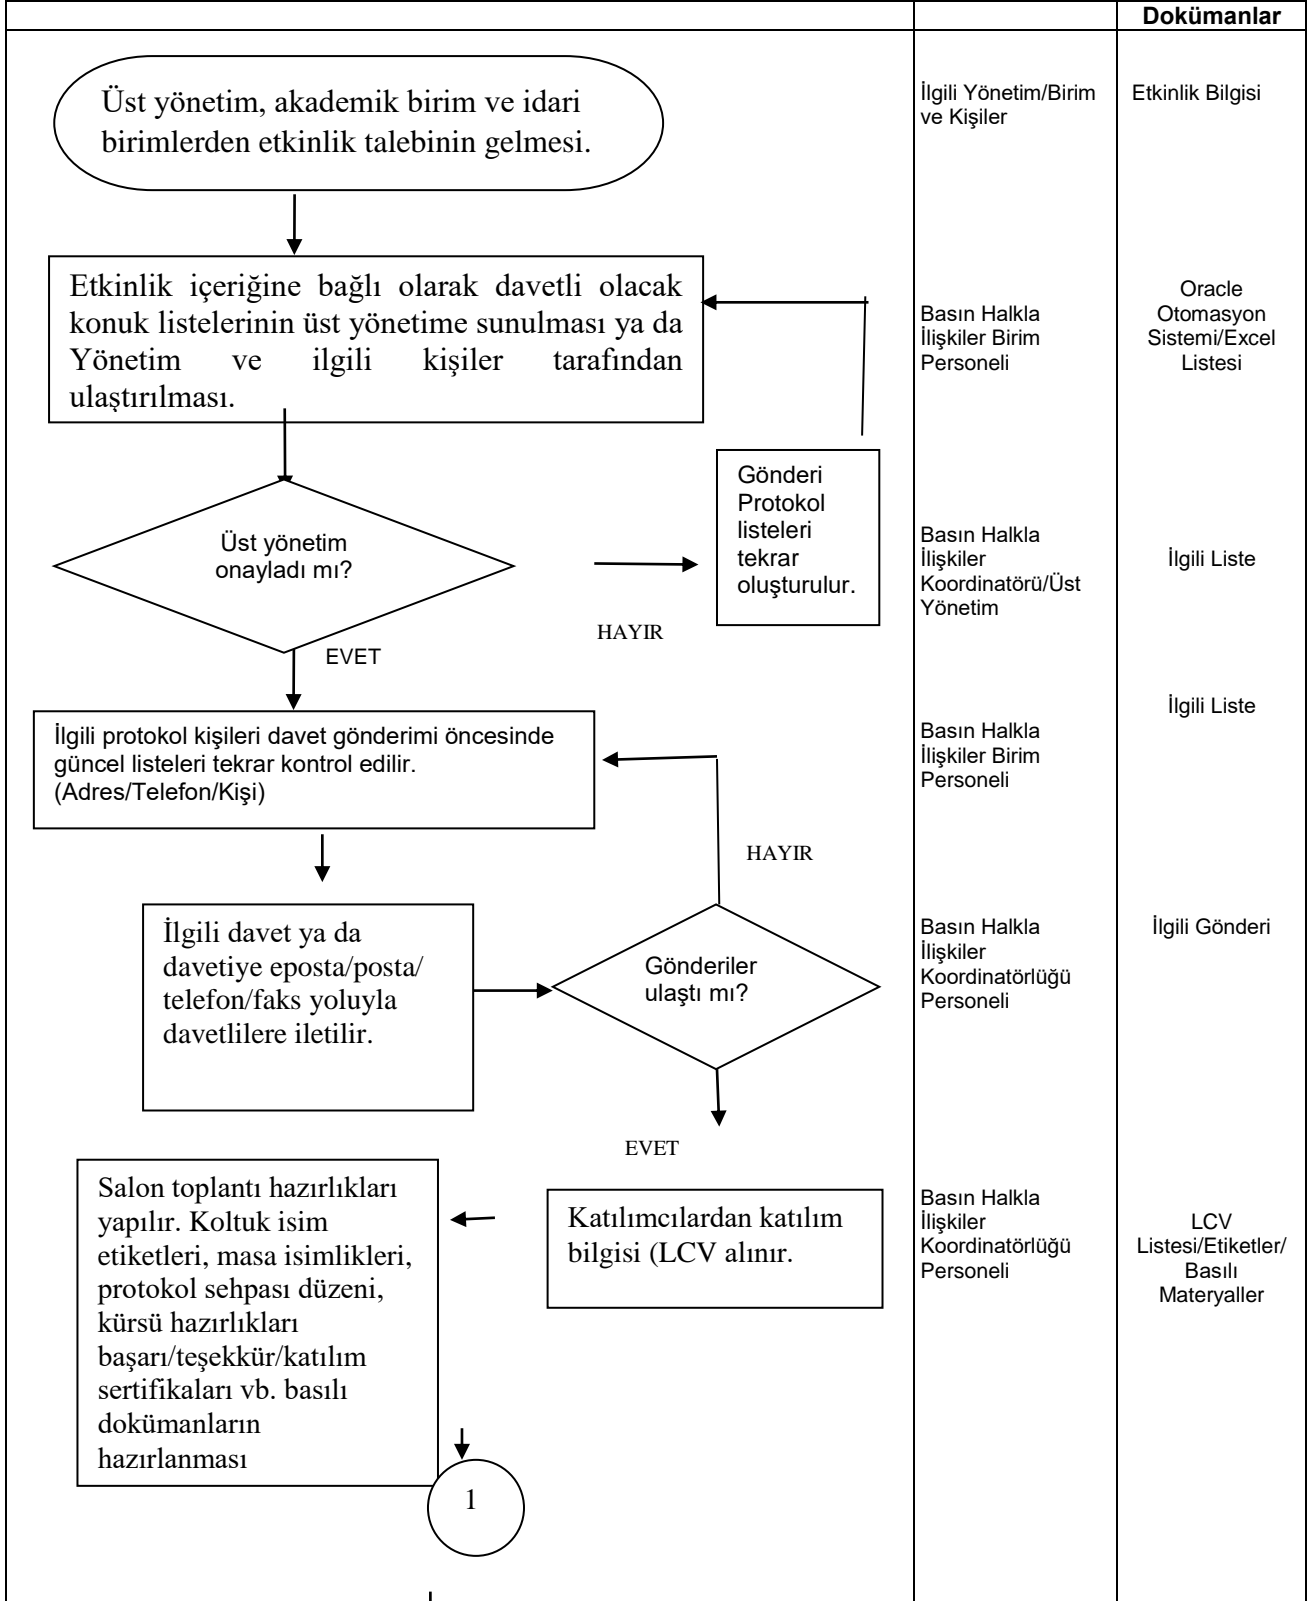 Dokümanlar
Üst yönetim, akademik birim ve idari
birimlerden etkinlik talebinin gelmesi.
İlgili Yönetim/Birim
ve Kişiler
Etkinlik Bilgisi
Etkinlik içeriğine bağlı olarak davetli olacak
konuk listelerinin üst yönetime sunulması ya da
Yönetim ve ilgili kişiler tarafından
ulaştırılması.
Basın Halkla
İlişkiler Birim
Personeli
Oracle
Otomasyon
Sistemi/Excel
Listesi
Üst yönetim
onayladı mı?
HAYIR
Gönderi
Protokol
listeleri
tekrar
oluşturulur.
Basın Halkla
İlişkiler
Koordinatörü/Üst
Yönetim
İlgili Liste
EVET
İlgili protokol kişileri davet gönderimi öncesinde
güncel listeleri tekrar kontrol edilir.
(Adres/Telefon/Kişi)
Basın Halkla
İlişkiler Birim
Personeli
İlgili Liste
HAYIR
İlgili davet ya da
davetiye eposta/posta/
telefon/faks yoluyla
davetlilere iletilir.
Gönderiler
ulaştı mı?
Basın Halkla
İlişkiler
Koordinatörlüğü
Personeli
İlgili Gönderi
EVET
Salon toplantı hazırlıkları
yapılır. Koltuk isim
etiketleri, masa isimlikleri,
protokol sehpası düzeni,
kürsü hazırlıkları
başarı/teşekkür/katılım
sertifikaları vb. basılı
dokümanların
hazırlanması
Katılımcılardan katılım
bilgisi (LCV alınır.
Basın Halkla
İlişkiler
Koordinatörlüğü
Personeli
LCV
Listesi/Etiketler/
Basılı
Materyaller
1